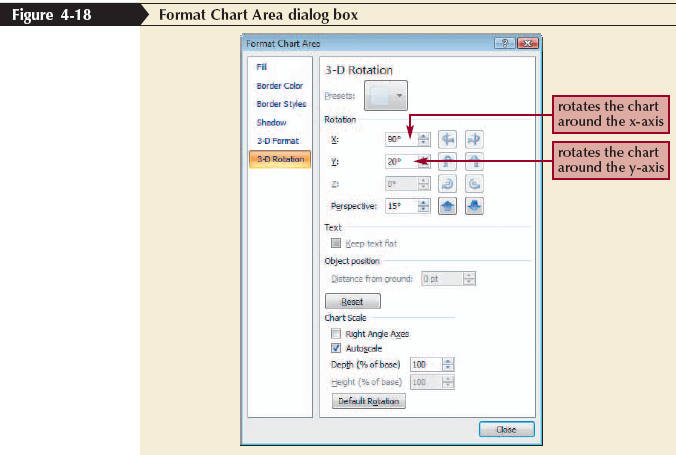 Figure 4-18
Format Chart Area dialog box
Format Chart Area
Fill
Border Color
Border Styles
Shadow
3-D Format
3-D Rotation
3-D Rotation
Presets:
Rotation
X: 90°
Y: 20°
Z: 0°
Perspective: 15°
Text
Keep text flat
Object position
Distance from ground: 0 pt
Reset
Chart Scale
Right Angle Axes
Autoscale
Depth (% of base) 100
Height (% of base) 100
Default Rotation
Close
rotates the chart
around the x-axis
rotates the chart
around the y-axis